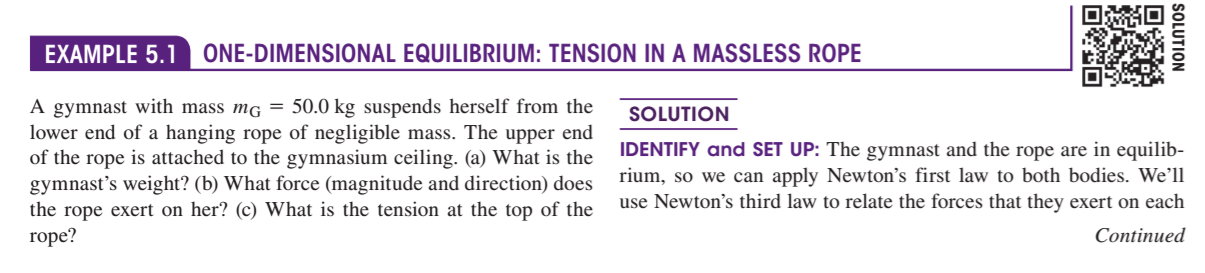 EXAMPLE 5.1 ONE-DIMENSIONAL EQUILIBRIUM: TENSION IN A MASSLESS ROPE
SOLUTION
A gymnast with mass m_G = 50.0 kg suspends herself from the
lower end of a hanging rope of negligible mass. The upper end
of the rope is attached to the gymnasium ceiling. (a) What is the
gymnast's weight? (b) What force (magnitude and direction) does
the rope exert on her? (c) What is the tension at the top of the
rope?
SOLUTION
IDENTIFY and SET UP: The gymnast and the rope are in equilib-
rium, so we can apply Newton's first law to both bodies. We'll
use Newton's third law to relate the forces that they exert on each
Continued